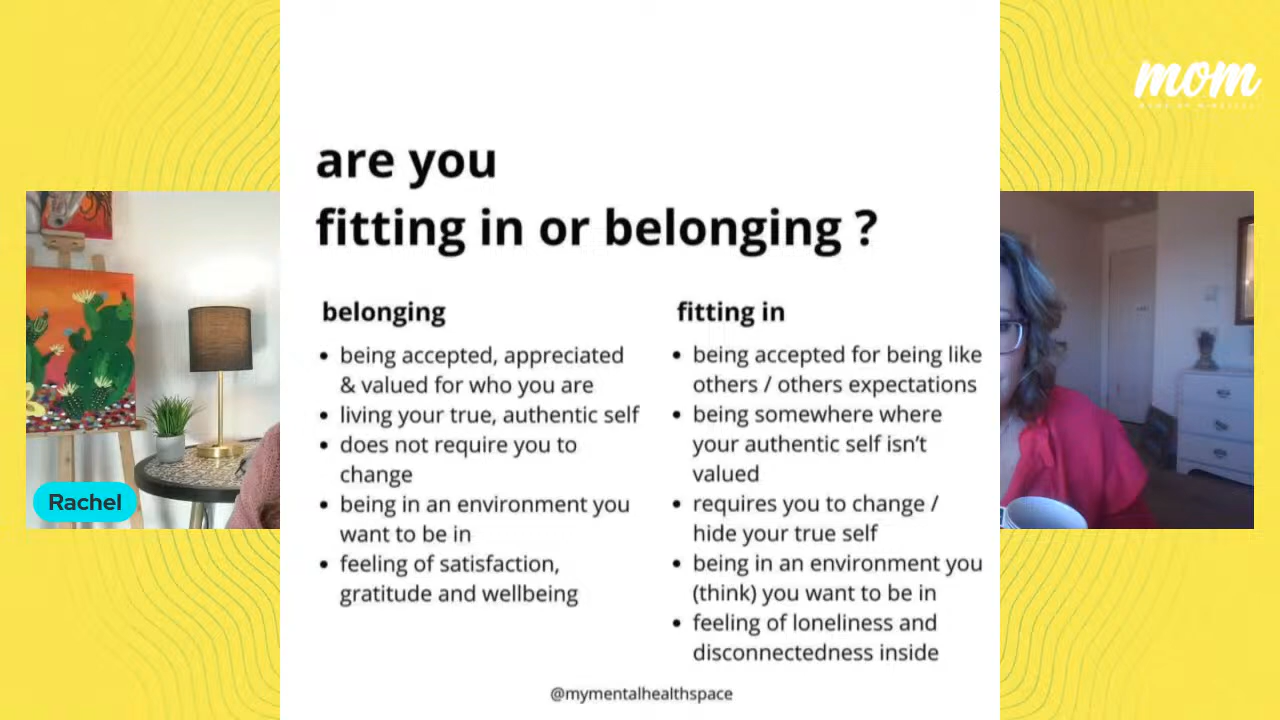 mom
are you
fitting in or belonging ?
belonging
being accepted, appreciated
& valued for who you are
living your true, authentic self
does not require you to
change
being in an environment you
want to be in
feeling of satisfaction,
gratitude and wellbeing
fitting in
being accepted for being like
others / others expectations
being somewhere where
your authentic self isn’t
valued
requires you to change /
hide your true self
being in an environment you
(think) you want to be in
feeling of loneliness and
disconnectedness inside
@mymentalhealthspace
Rachel